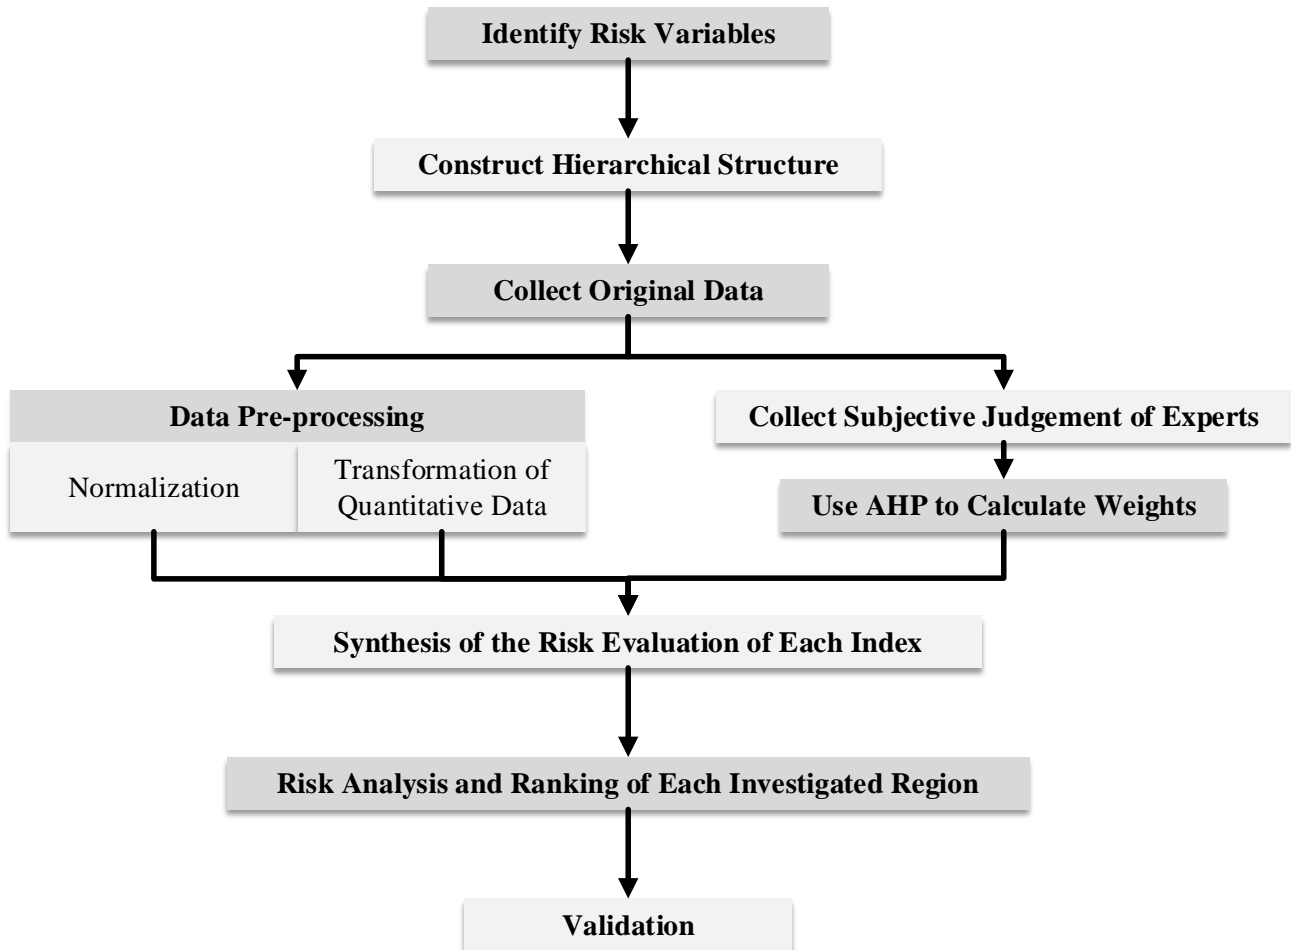 Identify Risk Variables
Construct Hierarchical Structure
Collect Original Data
Data Pre-processing
Normalization
Transformation of
Quantitative Data
Collect Subjective Judgement of Experts
Use AHP to Calculate Weights
Synthesis of the Risk Evaluation of Each Index
Risk Analysis and Ranking of Each Investigated Region
Validation